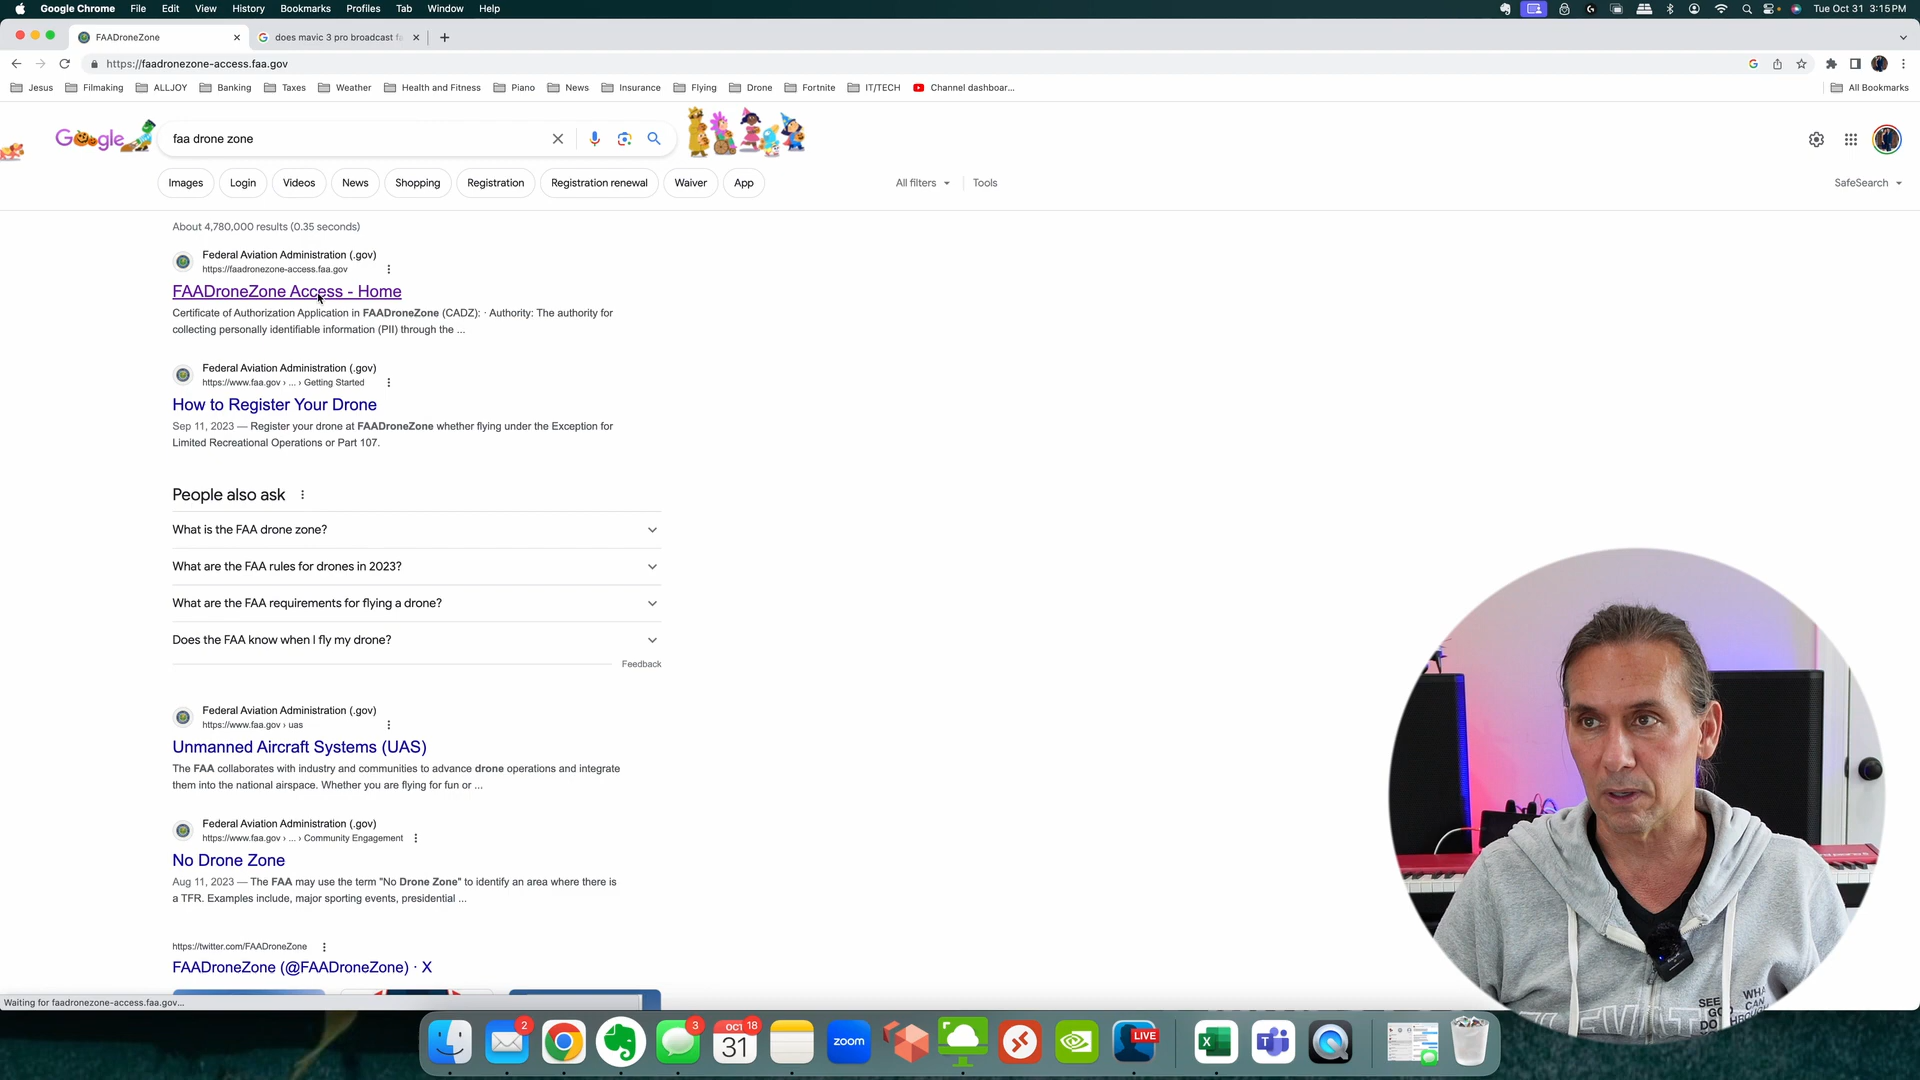 Google Chrome File Edit View History Bookmarks Profiles Tab Window Help
Tue Oct 31 3:15 PM
FAADroneZone
does mavic 3 pro broadcast
https://faadronezone-access.faa.gov
Jesus Filmaking ALLJOY Banking Taxes Weather Health and Fitness Piano News Insurance Flying Drone Fortnite IT/TECH Channel dashboar... All Bookmarks
Google
faa drone zone
Images Login Videos News Shopping Registration Registration renewal Waiver App All filters Tools SafeSearch
About 4,780,000 results (0.35 seconds)
Federal Aviation Administration (.gov)
https://faadronezone-access.faa.gov
FAADroneZone Access - Home
Certificate of Authorization Application in FAADroneZone (CADZ): · Authority: The authority for
collecting personally identifiable information (PII) through the ...
Federal Aviation Administration (.gov)
https://www.faa.gov › ... › Getting Started
How to Register Your Drone
Sep 11, 2023 — Register your drone at FAADroneZone whether flying under the Exception for
Limited Recreational Operations or Part 107.
People also ask
What is the FAA drone zone?
What are the FAA rules for drones in 2023?
What are the FAA requirements for flying a drone?
Does the FAA know when I fly my drone?
Feedback
Federal Aviation Administration (.gov)
https://www.faa.gov › uas
Unmanned Aircraft Systems (UAS)
The FAA collaborates with industry and communities to advance drone operations and integrate
them into the national airspace. Whether you are flying for fun or ...
Federal Aviation Administration (.gov)
https://www.faa.gov › ... › Community Engagement
No Drone Zone
Aug 11, 2023 — The FAA may use the term "No Drone Zone" to identify an area where there is
a TFR. Examples include, major sporting events, presidential ...
https://twitter.com/FAADroneZone
FAADroneZone (@FAADroneZone) · X
Waiting for faadronezone-access.faa.gov...
2
3
OCT 18
31
zoom
LIVE
SEE
GOD
DO
WHA
CAN